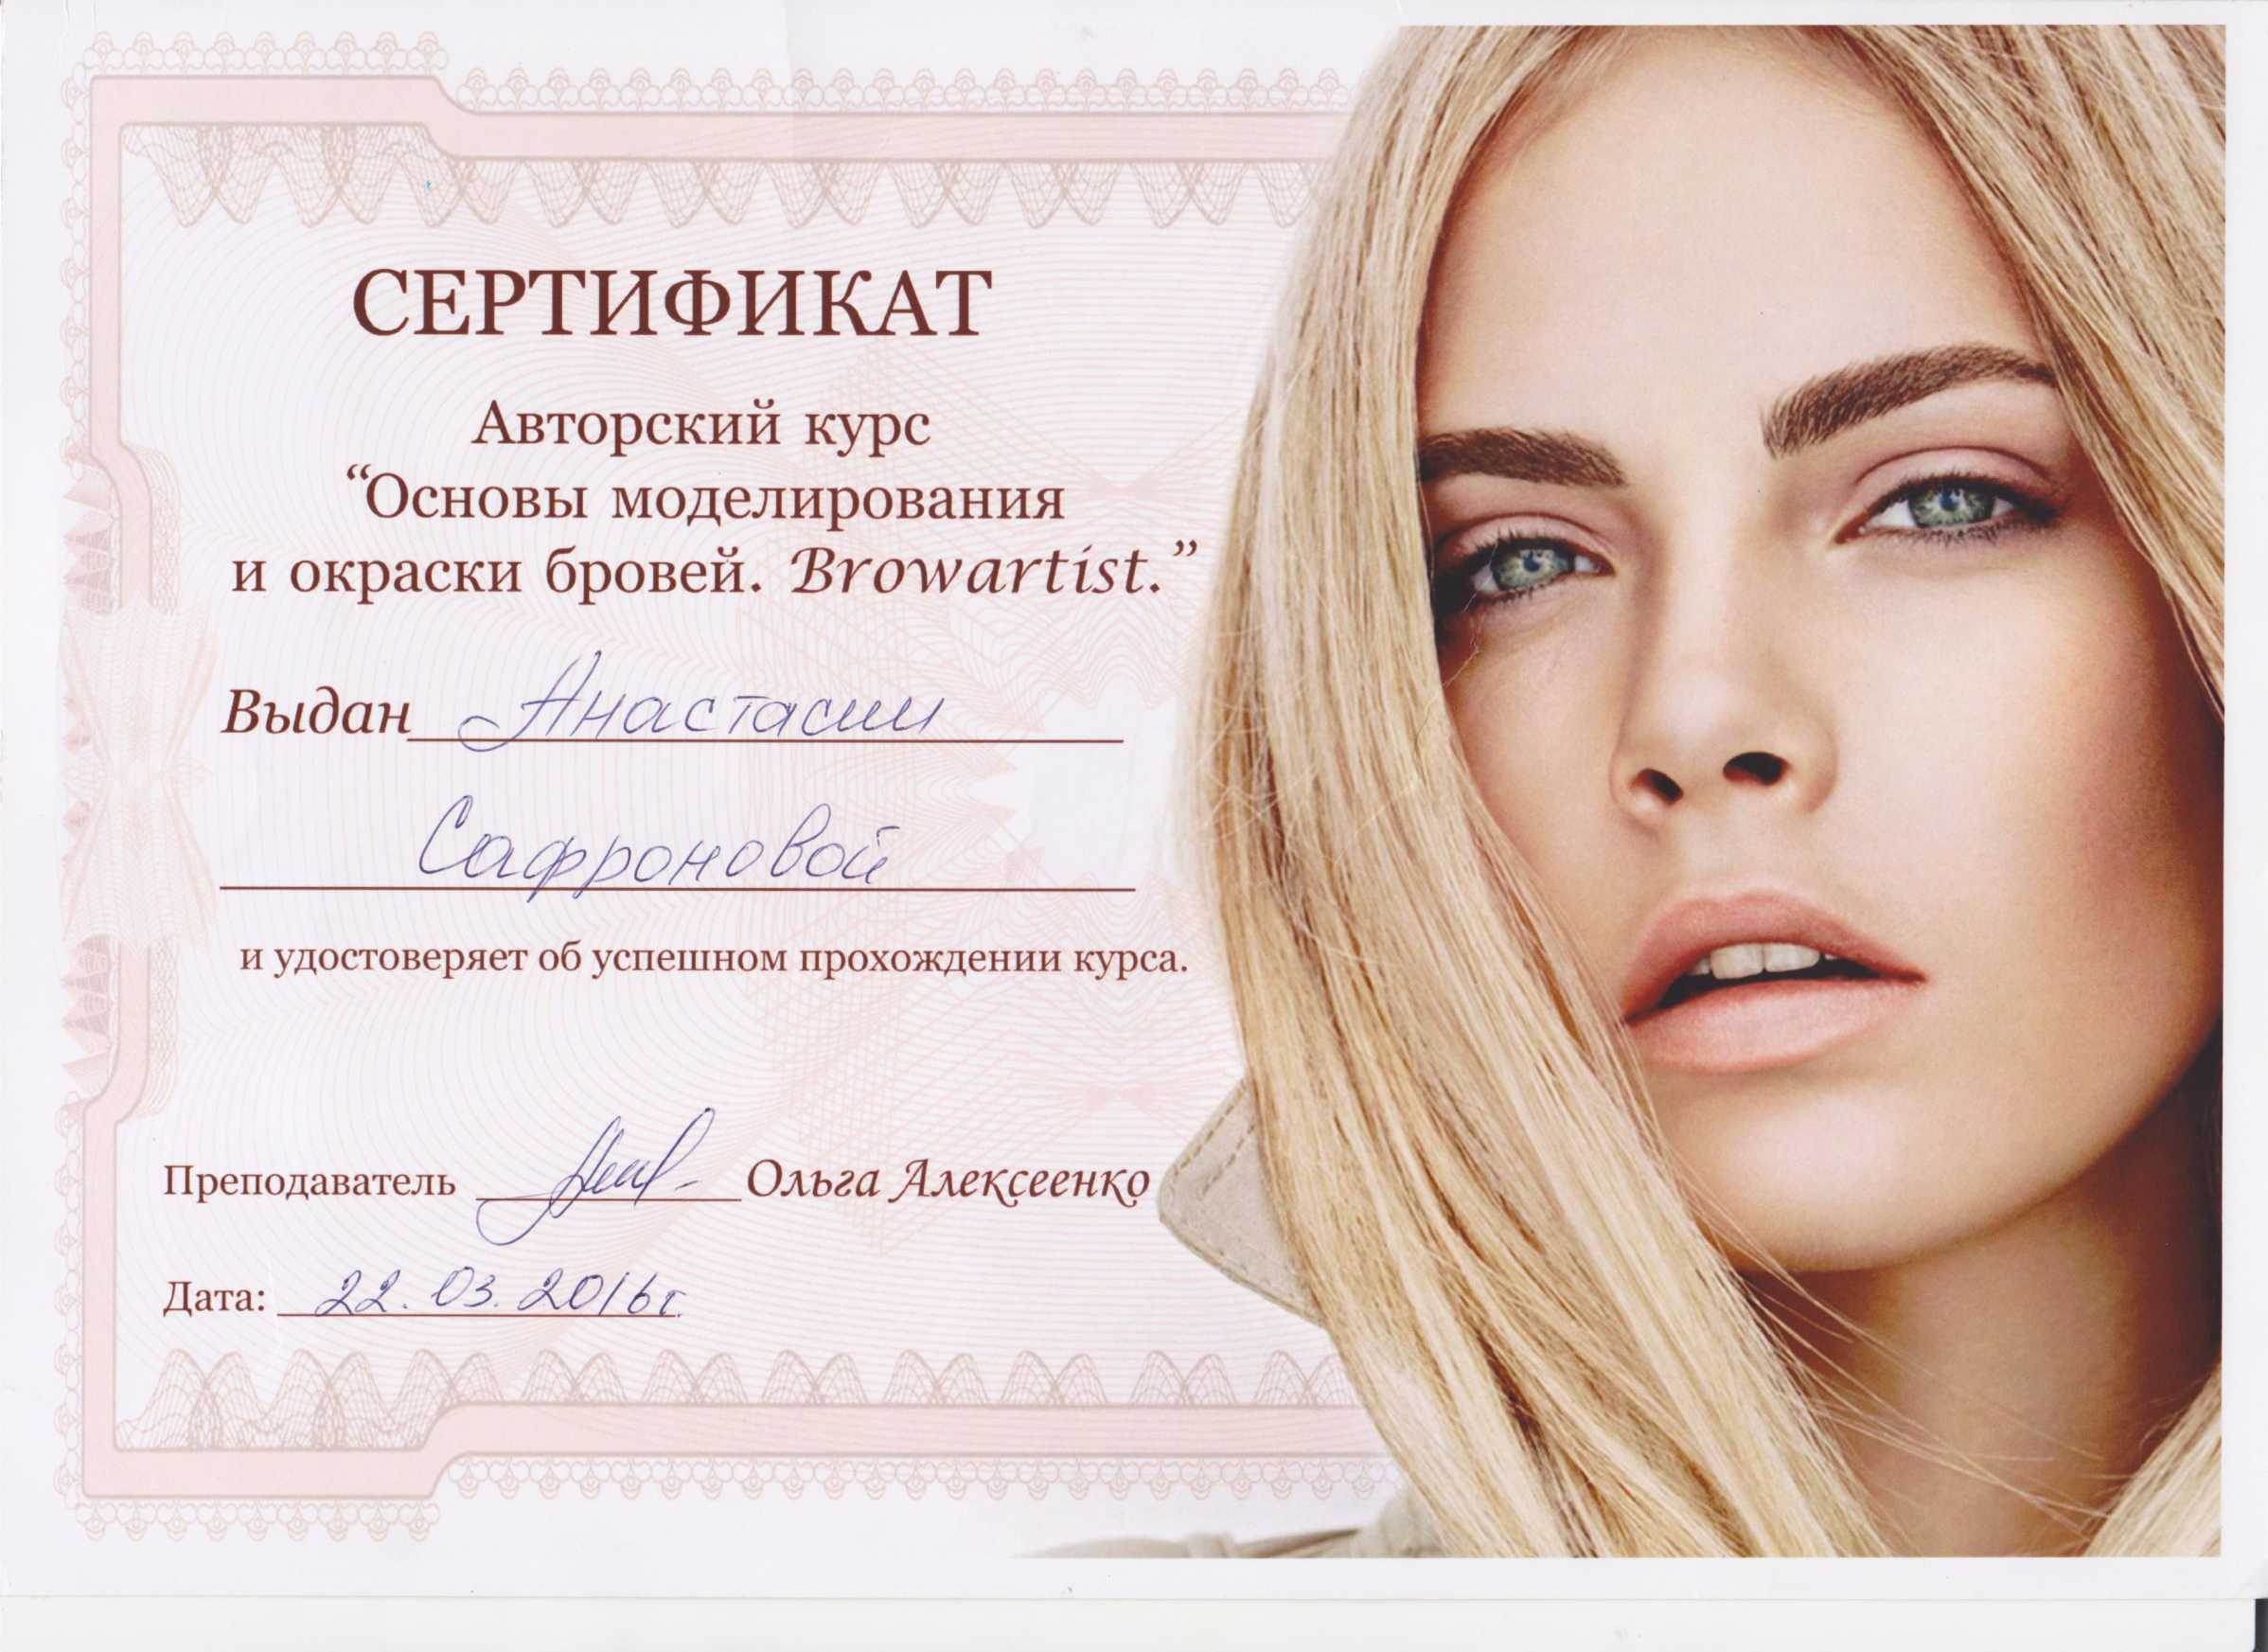 СЕРТИФИКАТ
Авторский курс
“Основы моделирования
и окраски бровей. Browartist.”
Выдан Анастасии
Сафроновой
и удостоверяет об успешном прохождении курса.
Преподаватель Ольга Алексеенко
Дата: 22.03.2016г.